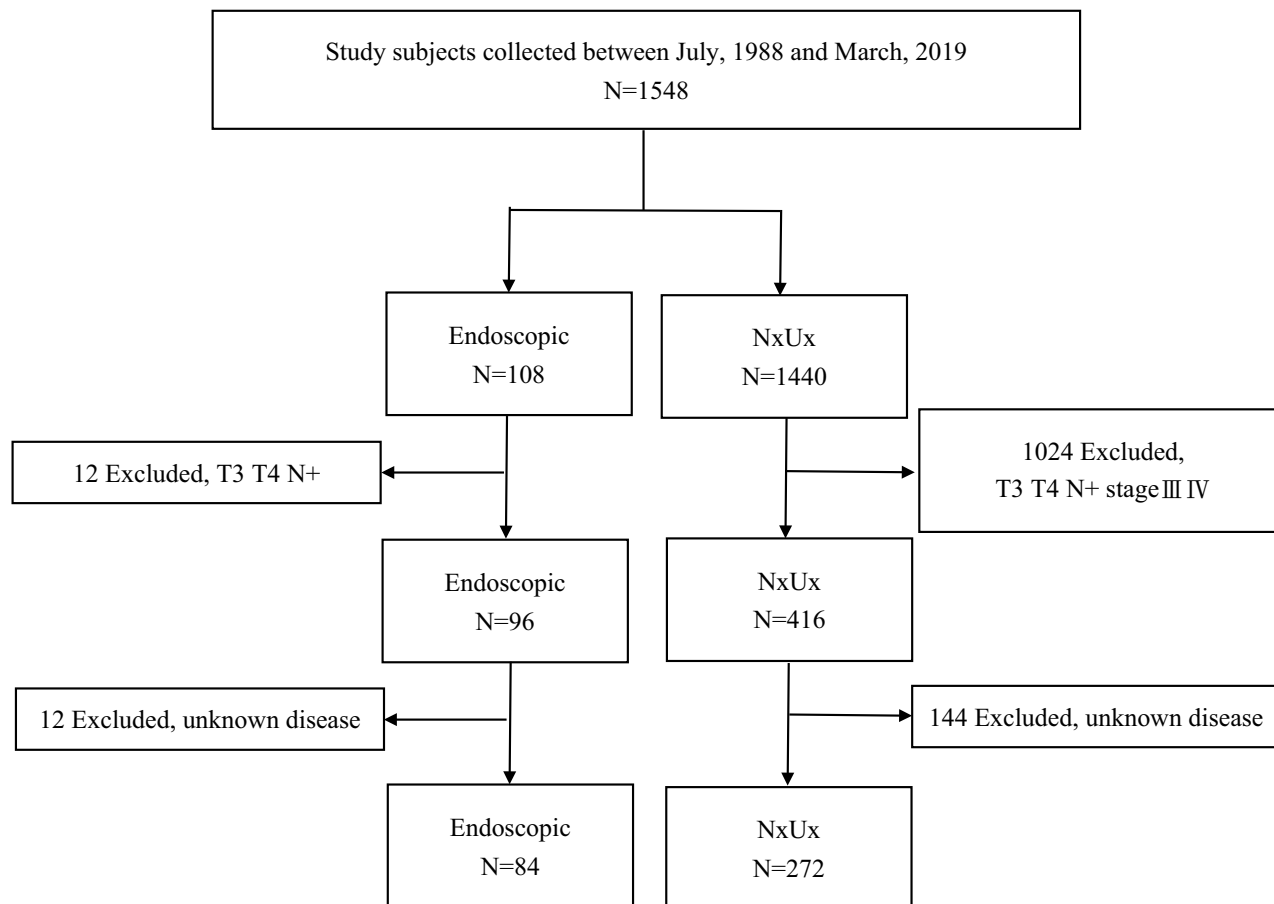 Study subjects collected between July, 1988 and March, 2019
N=1548
Endoscopic
N=108
NxUx
N=1440
12 Excluded, T3 T4 N+
1024 Excluded,
T3 T4 N+ stageⅢ Ⅳ
Endoscopic
N=96
NxUx
N=416
12 Excluded, unknown disease
144 Excluded, unknown disease
Endoscopic
N=84
NxUx
N=272